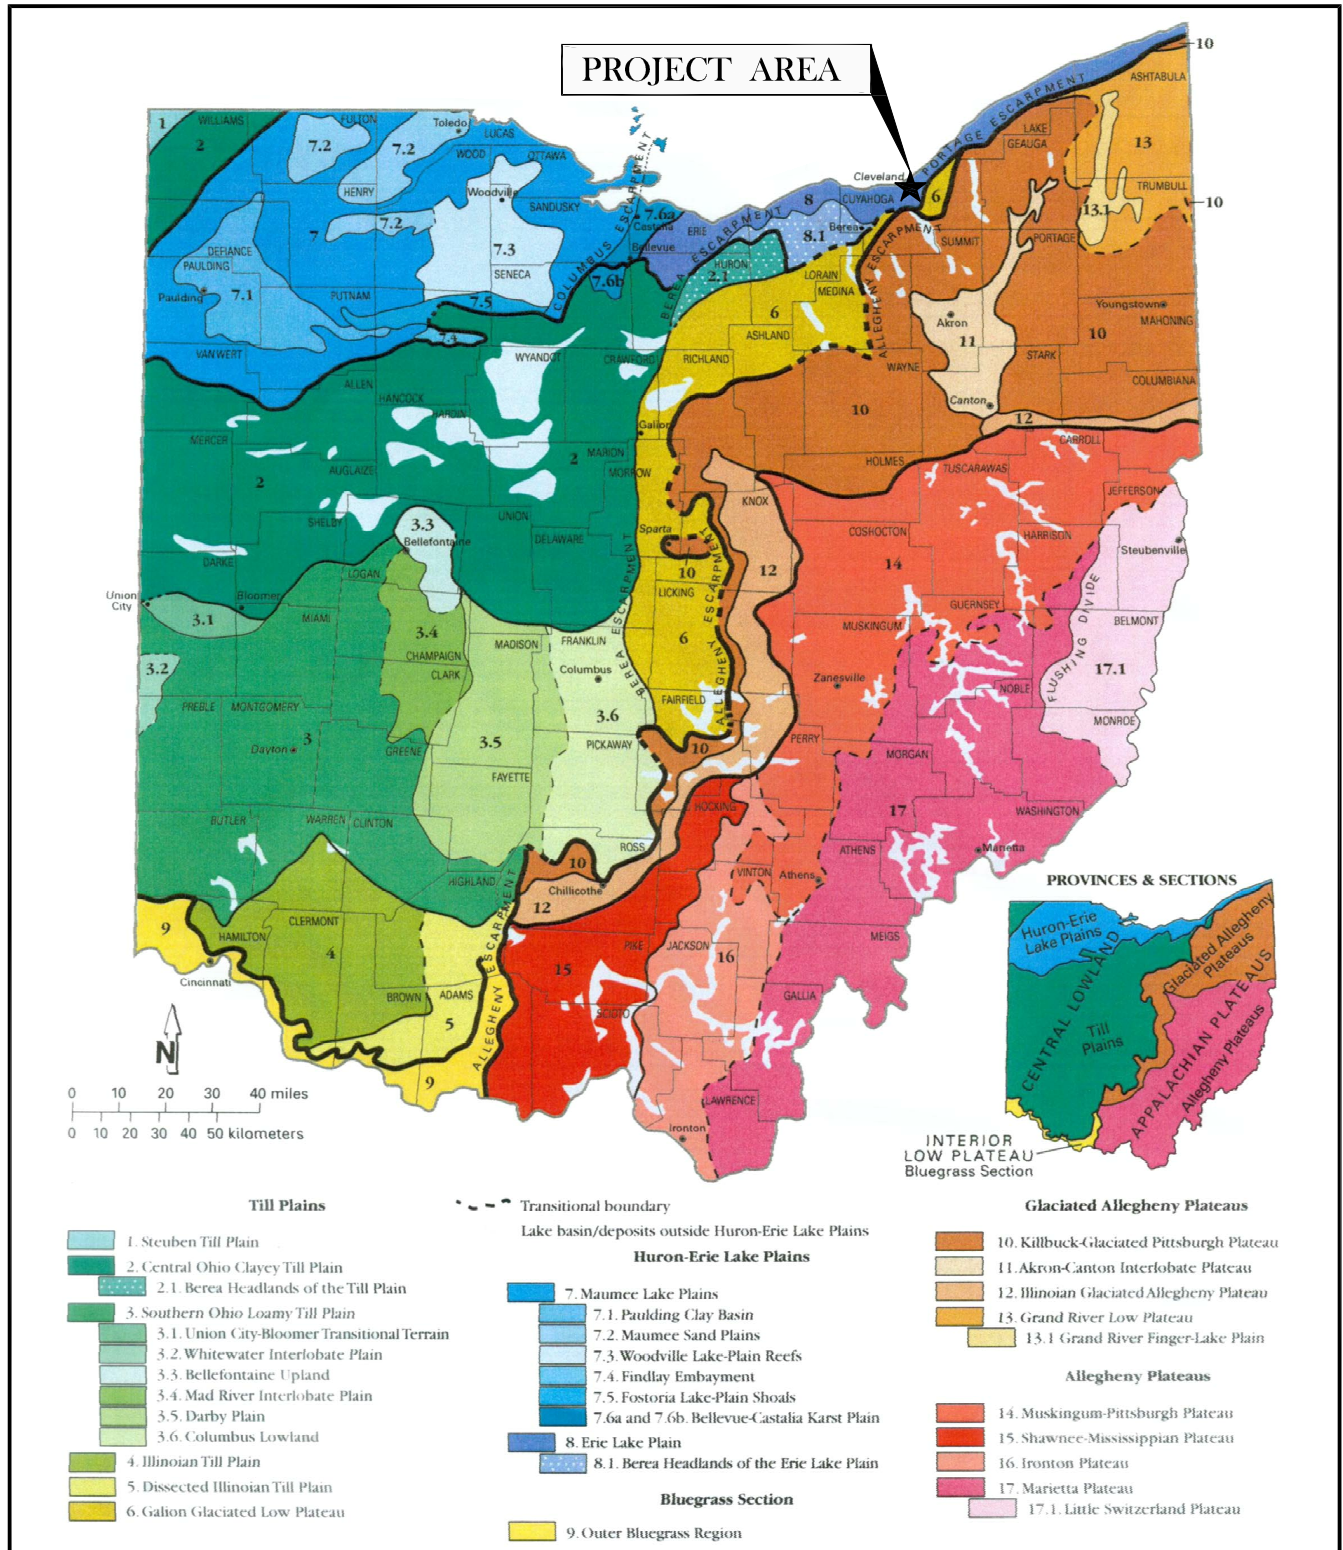 PROJECT AREA
10
ASHTABULA
PORTAGE ESCARPMENT
LAKE
GEAUGA
13
TRUMBULL
13.1
10
Cleveland
6
CUYAHOGA
8
8.1
Berea
SUMMIT
PORTAGE
1
WILLIAMS
2
FULTON
7.2
Toledo
LUCAS
7.2
WOOD
OTTAWA
HENRY
Woodville
SANDUSKY
7.6a
Castalia
Bellevue
ERIE
BEREA ESCARPMENT
COLUMBUS ESCARPMENT
7
7.2
7.3
SENECA
DEFIANCE
PAULDING
Paulding
7.1
PUTNAM
7.5
7.4
7.6b
HURON
2.1
LORAIN
MEDINA
ALLEGHENY ESCARPMENT
6
ASHLAND
RICHLAND
Akron
11
Youngstown
MAHONING
10
STARK
WAYNE
COLUMBIANA
Canton
12
VAN WERT
ALLEN
HANCOCK
HARDIN
WYANDOT
CRAWFORD
Galion
10
MERCER
AUGLAIZE
2
MARION
2
MORROW
HOLMES
CARROLL
TUSCARAWAS
JEFFERSON
KNOX
SHELBY
3.3
Bellefontaine
UNION
DELAWARE
Sparta
COSHOCTON
HARRISON
Steubenville
DARKE
LOGAN
10
12
14
LICKING
Union
City
Bloomer
3.1
MIAMI
3.4
CHAMPAIGN
CLARK
MADISON
FRANKLIN
Columbus
BEREA ESCARPMENT
6
ALLEGHENY ESCARPMENT
MUSKINGUM
GUERNSEY
BELMONT
FLUSHING DIVIDE
17.1
3.2
Zanesville
NOBLE
FAIRFIELD
PREBLE
MONTGOMERY
3.6
MONROE
3
Dayton
GREENE
3.5
PICKAWAY
10
PERRY
MORGAN
FAYETTE
BUTLER
WARREN
CLINTON
HOCKING
17
WASHINGTON
ROSS
ATHENS
Marietta
10
HIGHLAND
Chillicothe
VINTON
Athens
12
9
HAMILTON
CLERMONT
4
PIKE
JACKSON
MEIGS
16
15
Cincinnati
BROWN
ADAMS
SCIOTO
GALLIA
5
ALLEGHENY ESCARPMENT
9
LAWRENCE
Ironton
N
0 10 20 30 40 miles
0 10 20 30 40 50 kilometers
PROVINCES & SECTIONS
Huron-Erie
Lake Plains
Glaciated Allegheny
Plateaus
CENTRAL LOWLAND
Till
Plains
APPALACHIAN PLATEAUS
Allegheny Plateaus
INTERIOR
LOW PLATEAU
Bluegrass Section
Till Plains
1. Steuben Till Plain
2. Central Ohio Clayey Till Plain
2.1. Berea Headlands of the Till Plain
3. Southern Ohio Loamy Till Plain
3.1. Union City-Bloomer Transitional Terrain
3.2. Whitewater Interlobate Plain
3.3. Bellefontaine Upland
3.4. Mad River Interlobate Plain
3.5. Darby Plain
3.6. Columbus Lowland
4. Illinoian Till Plain
5. Dissected Illinoian Till Plain
6. Galion Glaciated Low Plateau
Transitional boundary
Lake basin/deposits outside Huron-Erie Lake Plains
Huron-Erie Lake Plains
7. Maumee Lake Plains
7.1. Paulding Clay Basin
7.2. Maumee Sand Plains
7.3. Woodville Lake-Plain Reefs
7.4. Findlay Embayment
7.5. Fostoria Lake-Plain Shoals
7.6a and 7.6b. Bellevue-Castalia Karst Plain
8. Erie Lake Plain
8.1. Berea Headlands of the Erie Lake Plain
Bluegrass Section
9. Outer Bluegrass Region
Glaciated Allegheny Plateaus
10. Killbuck-Glaciated Pittsburgh Plateau
11. Akron-Canton Interlobate Plateau
12. Illinoian Glaciated Allegheny Plateau
13. Grand River Low Plateau
13.1 Grand River Finger-Lake Plain
Allegheny Plateaus
14. Muskingum-Pittsburgh Plateau
15. Shawnee-Mississippian Plateau
16. Ironton Plateau
17. Marietta Plateau
17.1. Little Switzerland Plateau